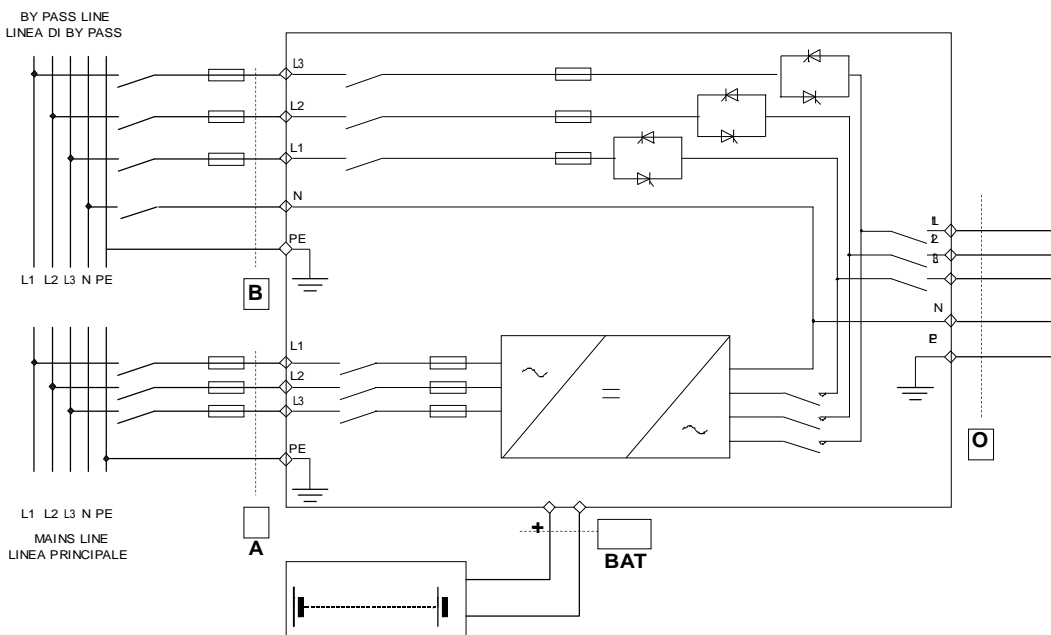 BY PASS LINE
LINEA DI BY PASS
L3
L2
L1
N
PE
L1 L2 L3 N PE
B
N
L1
L2
L3
PE
O
L1 L2 L3 N PE
A
MAINS LINE
LINEA PRINCIPALE
+
BAT